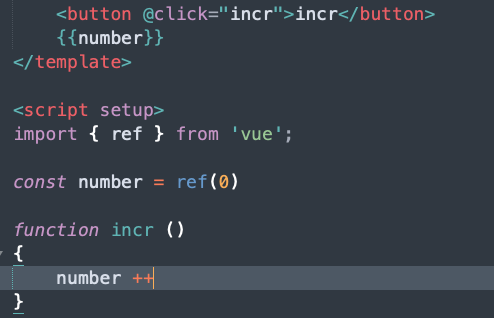 <button @click="incr">incr</button>
{{number}}
</template>
<script setup>
import { ref } from 'vue';
const number = ref(0)
function incr ()
{
number ++
}